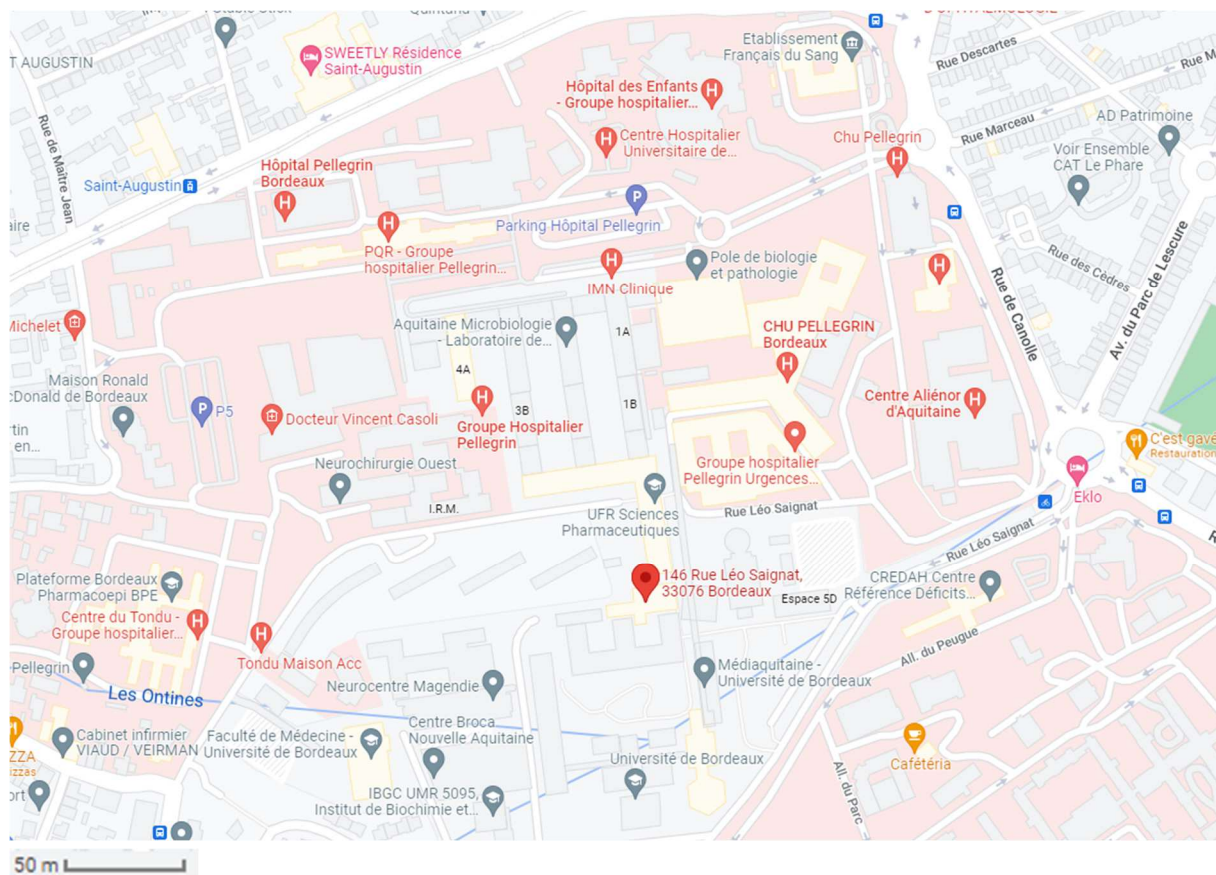 T AUGUSTIN
SWEETLY Résidence
Saint-Augustin
Etablissement
Français du Sang
Rue Descartes
Hôpital des Enfants
- Groupe hospitalier...
Rue de Maître Jean
Centre Hospitalier
Universitaire de...
Chu Pellegrin
Rue Marceau
AD Patrimoine
Voir Ensemble
CAT Le Phare
Saint-Augustin
Hôpital Pellegrin
Bordeaux
aire
Parking Hôpital Pellegrin
PQR - Groupe
hospitalier Pellegrin...
Pole de biologie
et pathologie
Rue des Cèdres
IMN Clinique
Rue de Canolle
Av. du Parc de Lescure
Michelet
Aquitaine Microbiologie
- Laboratoire de...
1A
CHU PELLEGRIN
Bordeaux
4A
Maison Ronald
cDonald de Bordeaux
P5
Docteur Vincent Casoli
Groupe Hospitalier
Pellegrin
3B
1B
Centre Aliénor
d'Aquitaine
tin
en...
C'est gavé
Restauration
Neurochirurgie Ouest
Groupe hospitalier
Pellegrin Urgences...
Eklo
I.R.M.
UFR Sciences
Pharmaceutiques
Rue Léo Saignat
Rue Léo Saignat
Plateforme Bordeaux
Pharmacoepi BPE
146 Rue Léo Saignat,
33076 Bordeaux
Espace 5D
CREDAH Centre
Référence Déficits...
Centre du Tondu -
Groupe hospitalier...
All. du Peugue
-Pellegrin
Tondu Maison Acc
Les Ontines
Neurocentre Magendie
Médiaquitaine -
Université de Bordeaux
Cabinet infirmier
VIAUD / VEIRMAN
Faculté de Médecine -
Université de Bordeaux
Centre Broca
Nouvelle Aquitaine
Université de Bordeaux
Cafétéria
All. du Parc
ZZA
izzas
IBGC UMR 5095,
Institut de Biochimie et...
ort
50 m